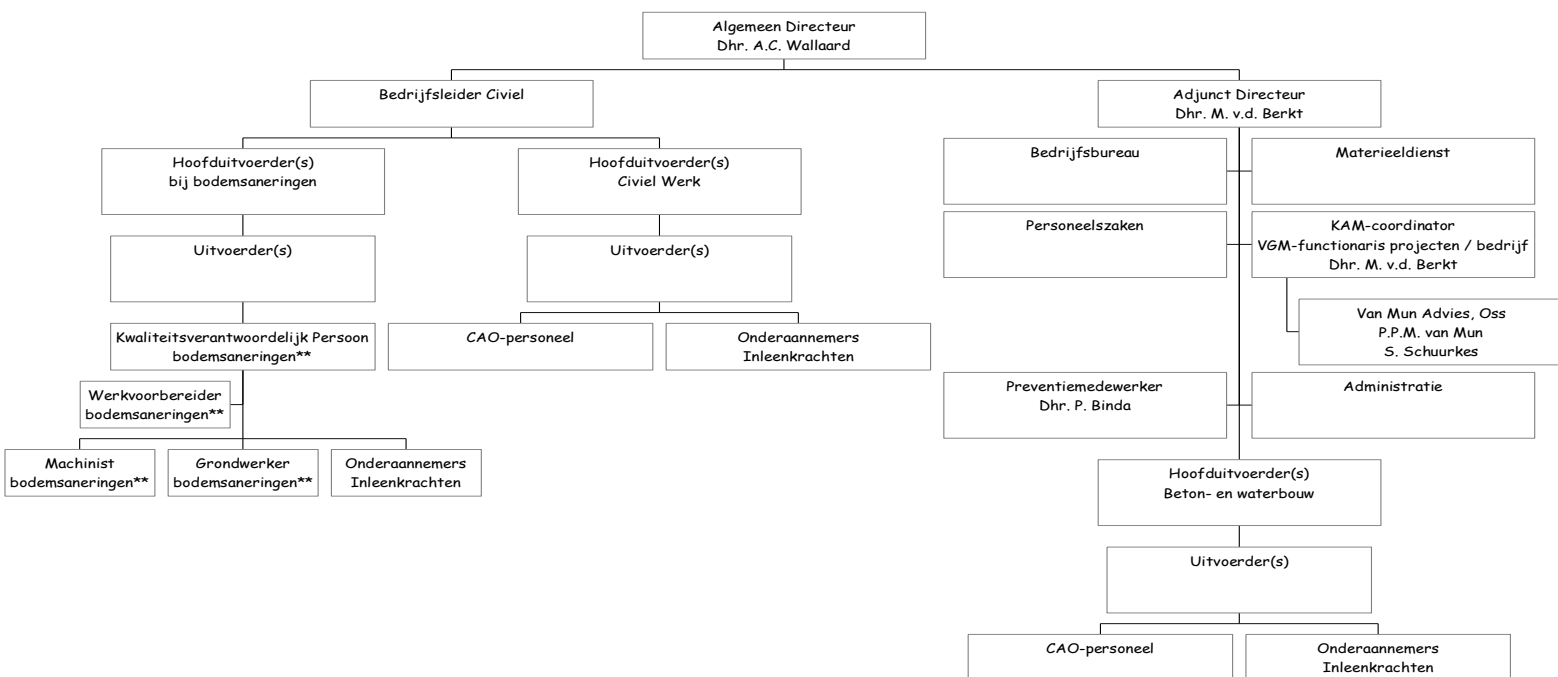 Algemeen Directeur
Dhr. A.C. Wallaard
Bedrijfsleider Civiel
Adjunct Directeur
Dhr. M. v.d. Berkt
Hoofduitvoerder(s)
bij bodemsaneringen
Hoofduitvoerder(s)
Civiel Werk
Bedrijfsbureau
Materieeldienst
Uitvoerder(s)
Uitvoerder(s)
Personeelszaken
KAM-coordinator
VGM-functionaris projecten / bedrijf
Dhr. M. v.d. Berkt
Kwaliteitsverantwoordelijk Persoon
bodemsaneringen**
CAO-personeel
Onderaannemers
Inleenkrachten
Van Mun Advies, Oss
P.P.M. van Mun
S. Schuurkes
Werkvoorbereider
bodemsaneringen**
Preventiemedewerker
Dhr. P. Binda
Administratie
Machinist
bodemsaneringen**
Grondwerker
bodemsaneringen**
Onderaannemers
Inleenkrachten
Hoofduitvoerder(s)
Beton- en waterbouw
Uitvoerder(s)
CAO-personeel
Onderaannemers
Inleenkrachten